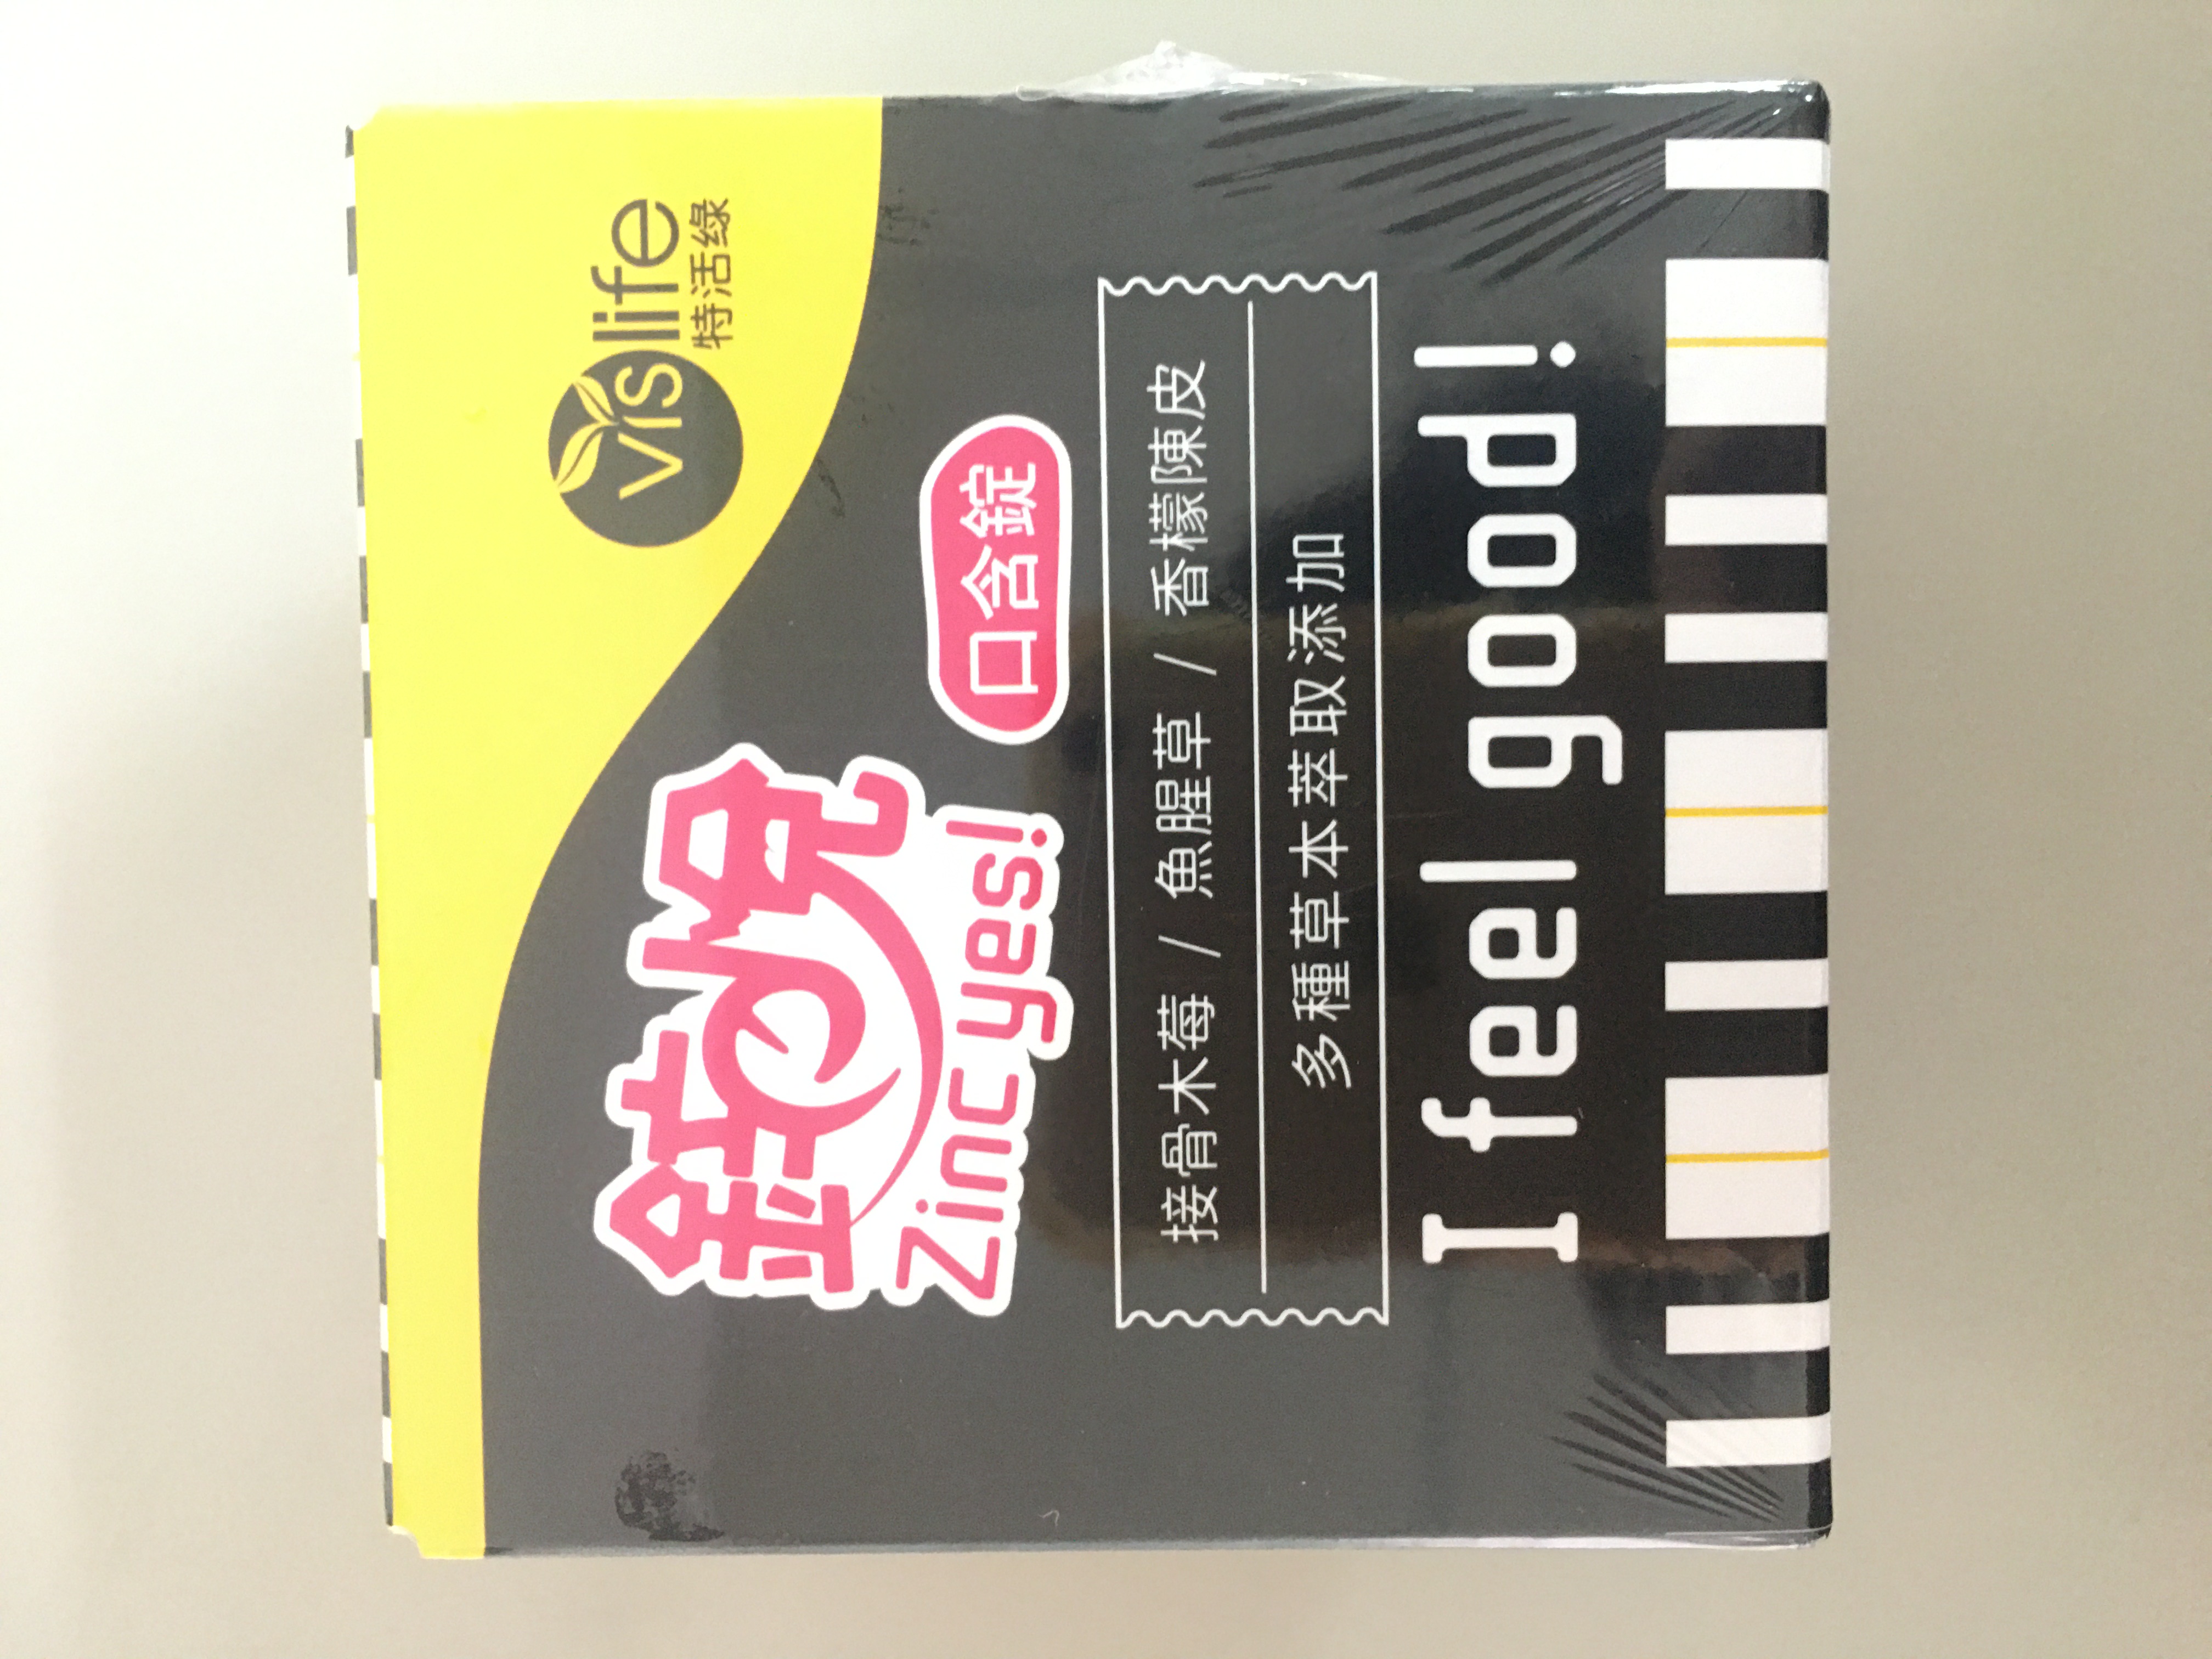 vislife
特活綠
鋅悅
Zinc yes!
口含錠
接骨木莓 / 魚腥草 / 香檬陳皮
多種草本萃取添加
I feel good!